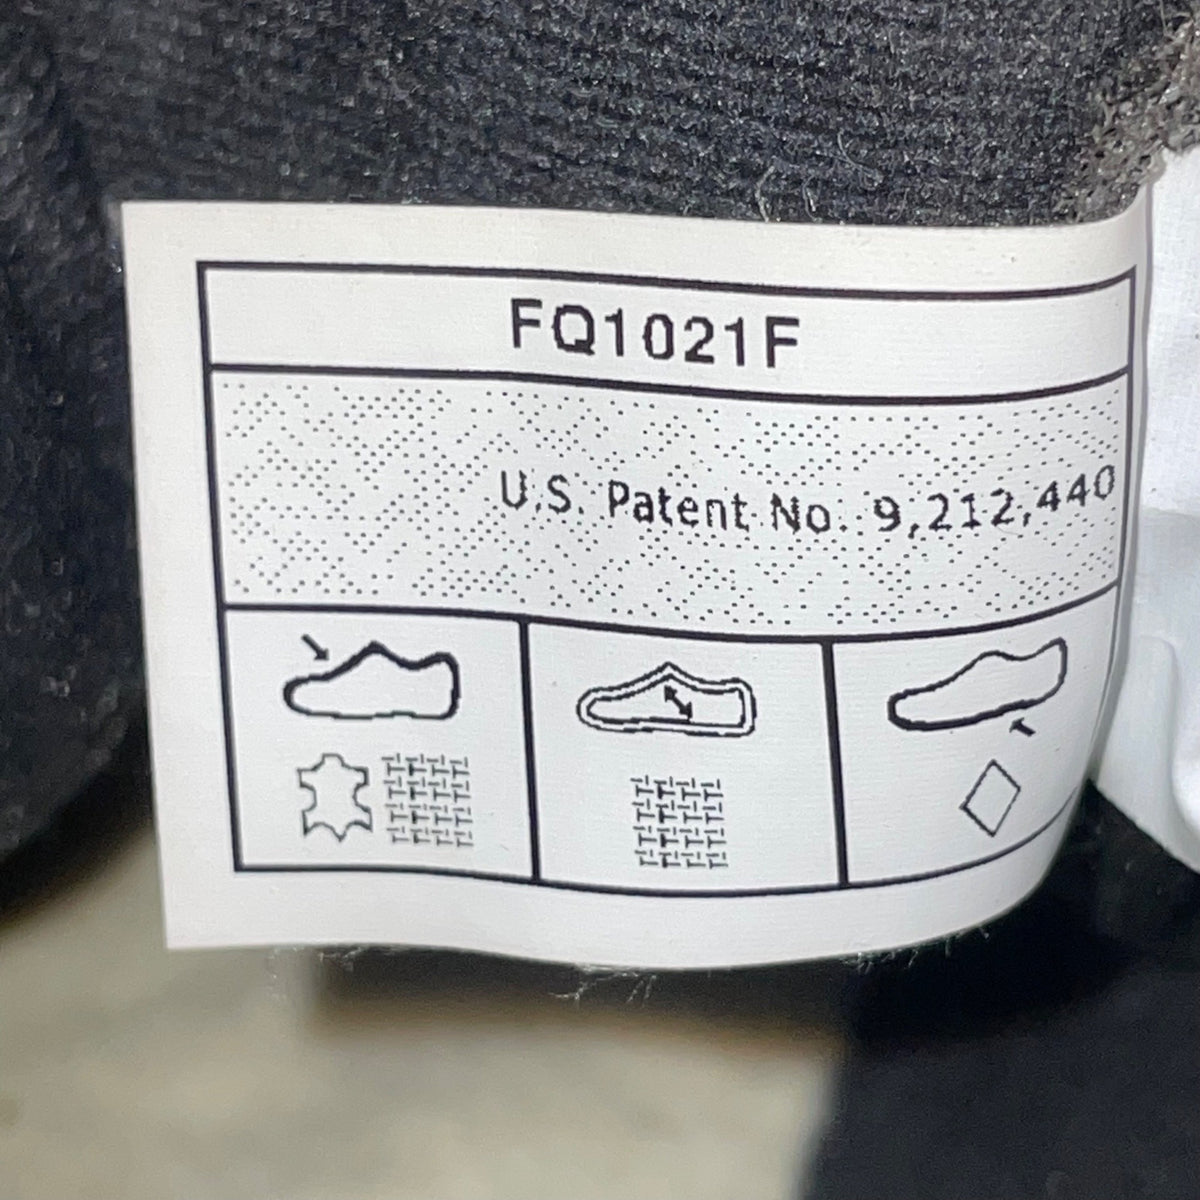 FQ1021F
U.S. Patent No. 9,212,440